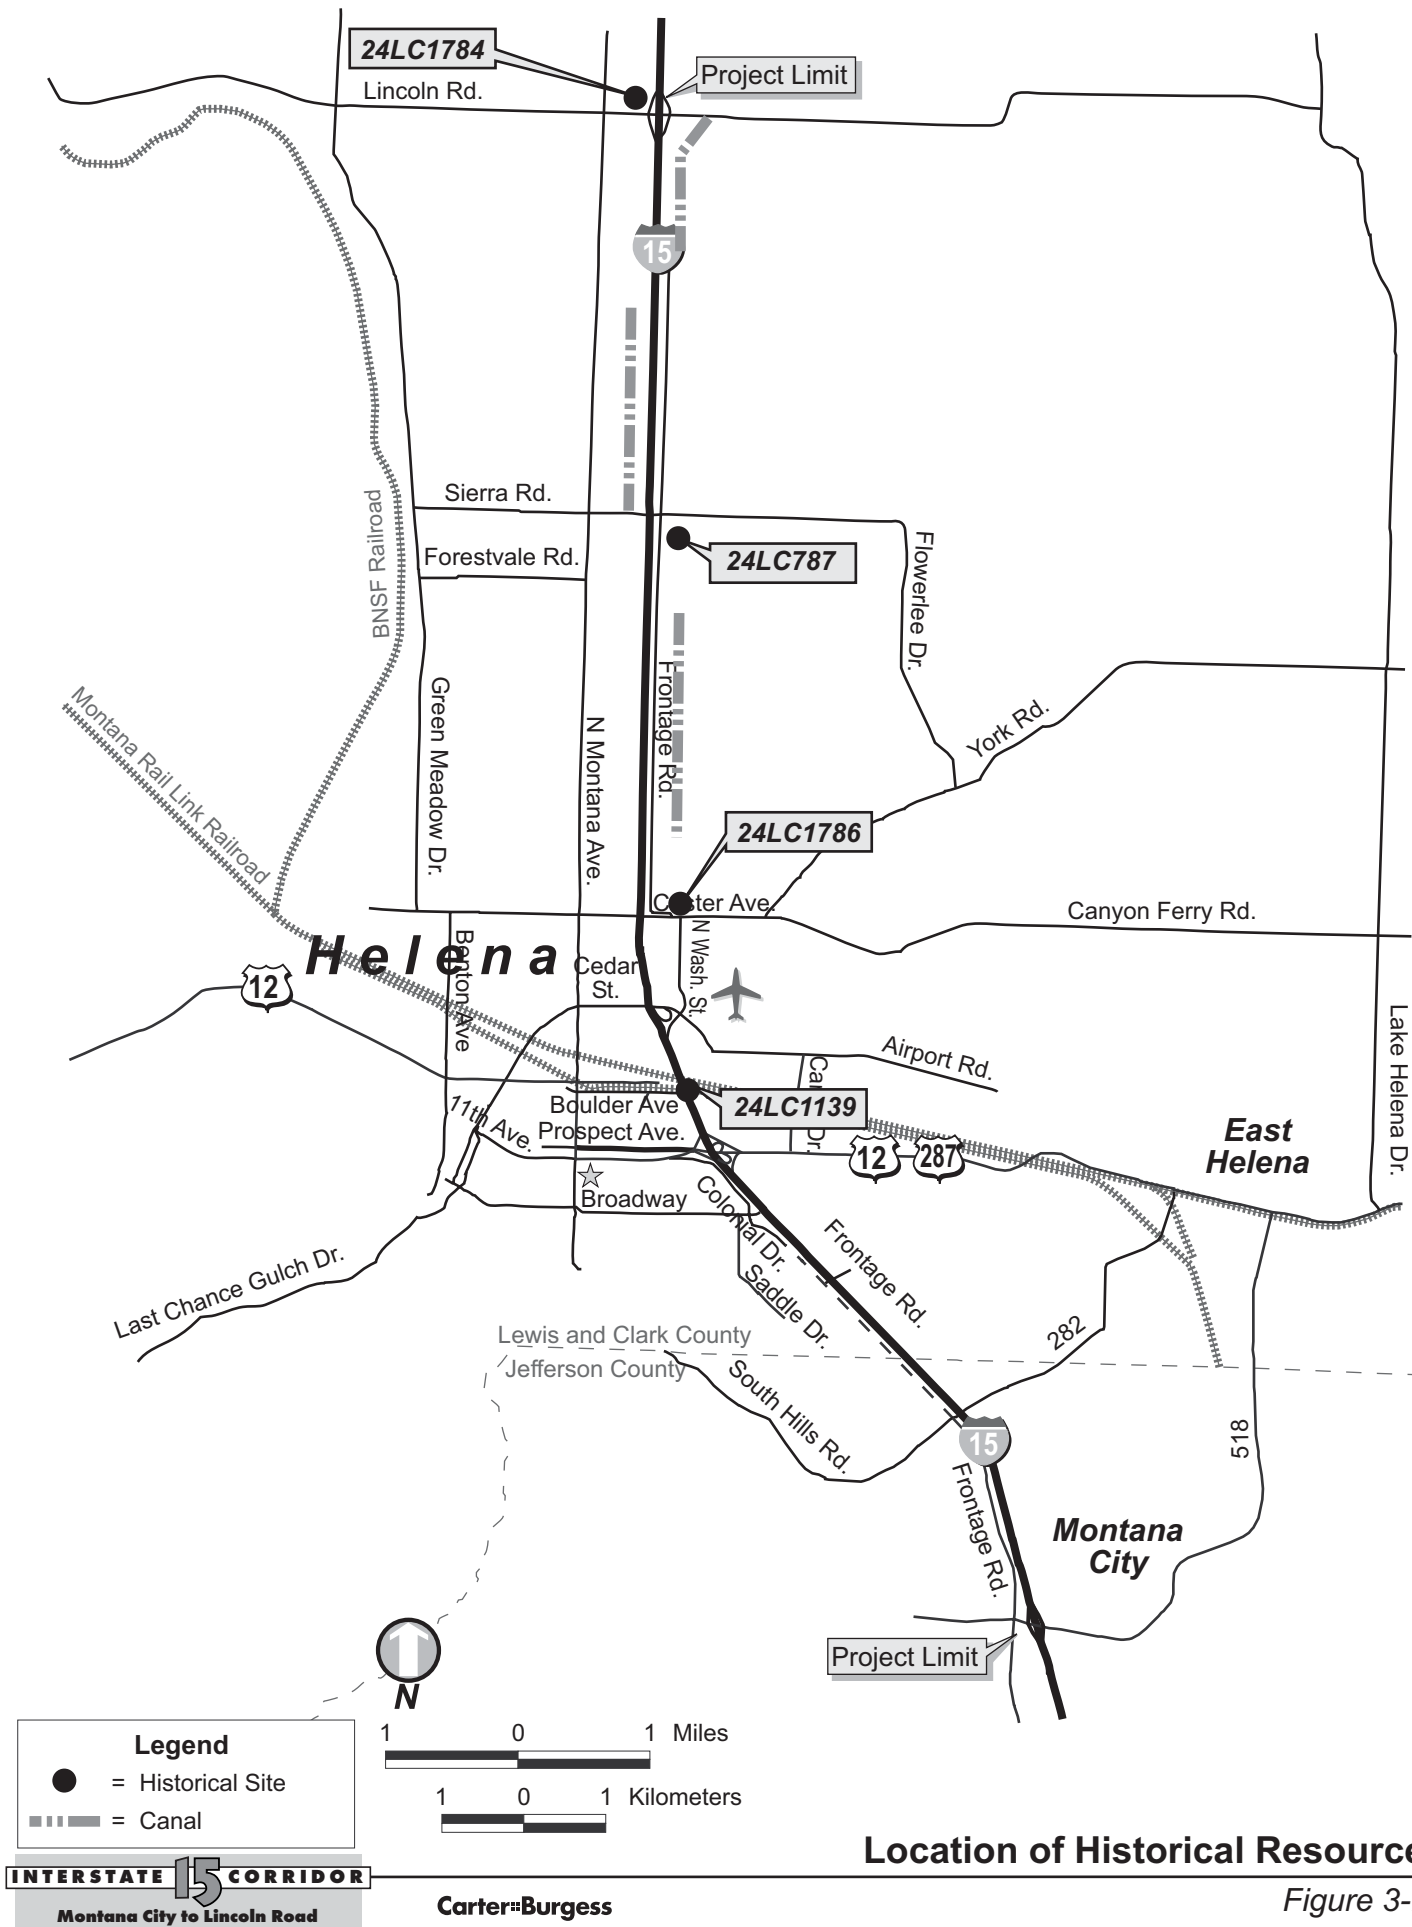 24LC1784
Project Limit
Lincoln Rd.
15
Sierra Rd.
BNSF Railroad
Forestvale Rd.
24LC787
Flowerlee Dr.
Frontage Rd.
Green Meadow Dr.
N Montana Ave.
Montana Rail Link Railroad
York Rd.
24LC1786
Custer Ave.
Canyon Ferry Rd.
Helena
Benton Ave
Cedar
St.
N Wash. St.
12
Airport Rd.
Lake Helena Dr.
24LC1139
Dr.
Boulder Ave
11th Ave.
Prospect Ave.
12
287
East
Helena
Broadway
Colonial Dr.
Frontage Rd.
Saddle Dr.
Last Chance Gulch Dr.
Lewis and Clark County
Jefferson County
282
South Hills Rd.
15
518
Frontage Rd.
Montana
City
Project Limit
N
Legend
= Historical Site
= Canal
1 0 1 Miles
1 0 1 Kilometers
Location of Historical Resource
INTERSTATE 15 CORRIDOR
Montana City to Lincoln Road
Carter::Burgess
Figure 3-